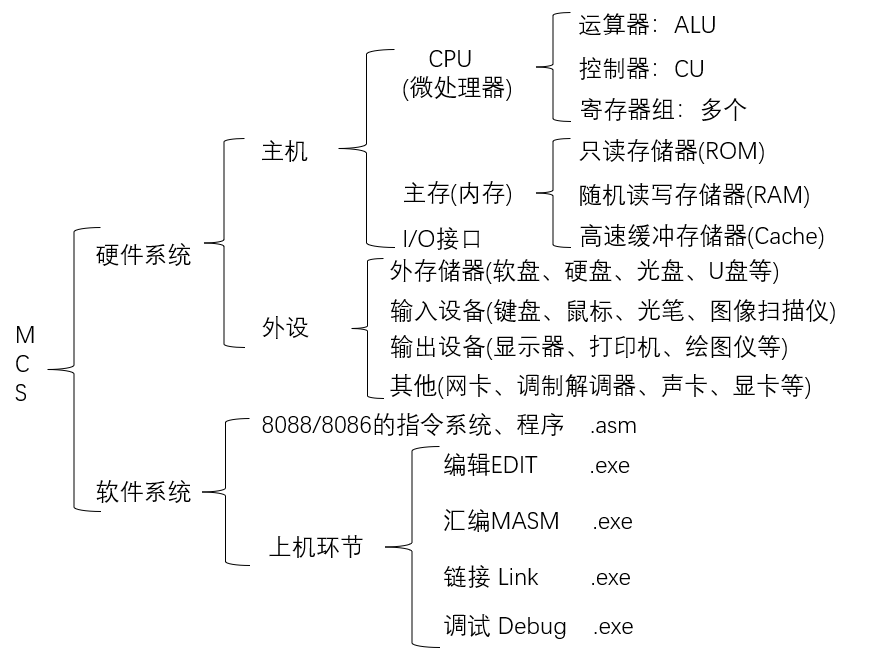 MCS
硬件系统
主机
CPU
(微处理器)
运算器：ALU
控制器：CU
寄存器组：多个
主存(内存)
只读存储器(ROM)
随机读写存储器(RAM)
高速缓冲存储器(Cache)
I/O接口
外设
外存储器(软盘、硬盘、光盘、U盘等)
输入设备(键盘、鼠标、光笔、图像扫描仪)
输出设备(显示器、打印机、绘图仪等)
其他(网卡、调制解调器、声卡、显卡等)
软件系统
8088/8086的指令系统、程序 .asm
上机环节
编辑EDIT .exe
汇编MASM .exe
链接 Link .exe
调试 Debug .exe